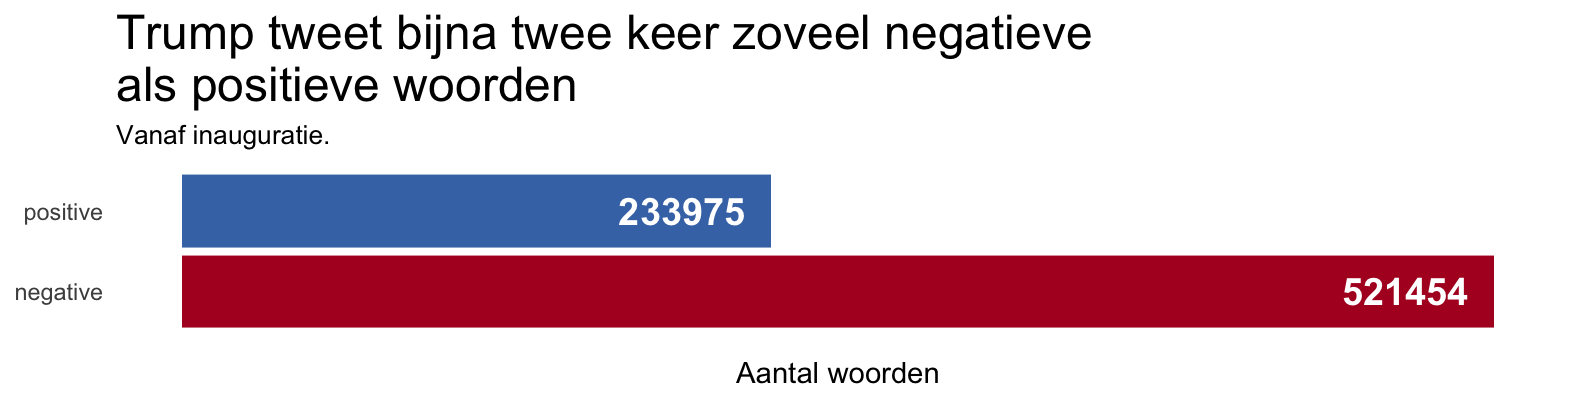 Trump tweet bijna twee keer zoveel negatieve
als positieve woorden
Vanaf inauguratie.
positive
233975
negative
521454
Aantal woorden